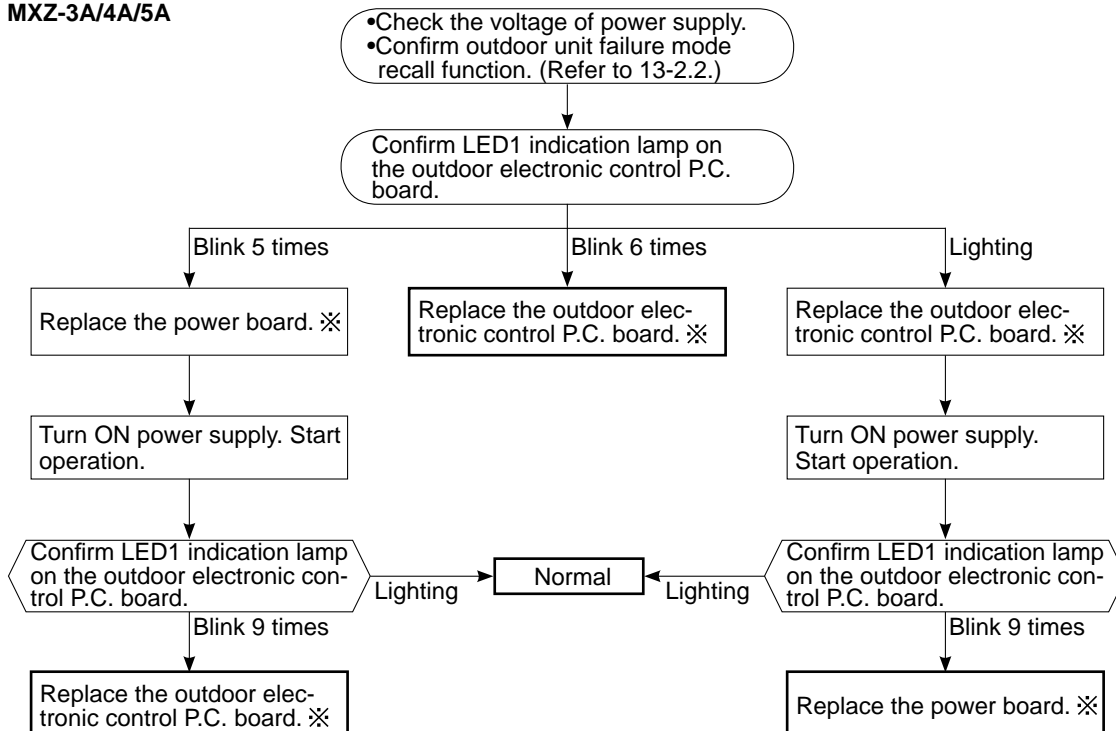 MXZ-3A/4A/5A
•Check the voltage of power supply.
•Confirm outdoor unit failure mode
recall function. (Refer to 13-2.2.)
Confirm LED1 indication lamp on
the outdoor electronic control P.C.
board.
Blink 5 times
Blink 6 times
Lighting
Replace the power board. ※
Replace the outdoor elec-
tronic control P.C. board. ※
Replace the outdoor elec-
tronic control P.C. board. ※
Turn ON power supply. Start
operation.
Turn ON power supply.
Start operation.
Confirm LED1 indication lamp
on the outdoor electronic con-
trol P.C. board.
Lighting
Normal
Lighting
Confirm LED1 indication lamp
on the outdoor electronic con-
trol P.C. board.
Blink 9 times
Blink 9 times
Replace the outdoor elec-
tronic control P.C. board. ※
Replace the power board. ※